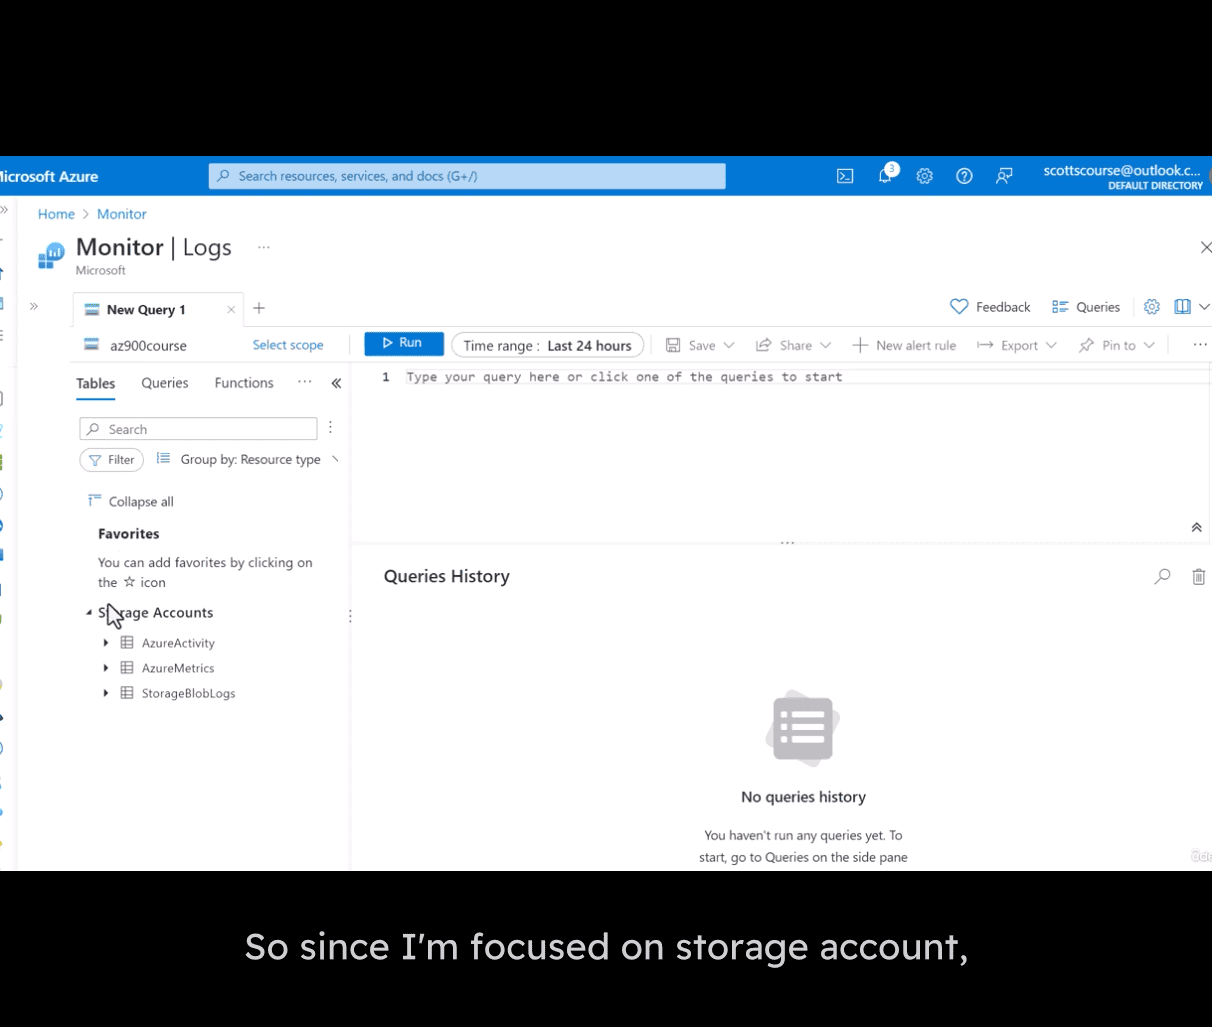 Microsoft Azure
Search resources, services, and docs (G+/)
3
scottscourse@outlook.c...
DEFAULT DIRECTORY
Home > Monitor
Monitor | Logs ...
Microsoft
New Query 1
Feedback
Queries
az900course
Select scope
Run
Time range : Last 24 hours
Save
Share
New alert rule
Export
Pin to
Tables
Queries
Functions
1 Type your query here or click one of the queries to start
Search
Filter
Group by: Resource type
Collapse all
Favorites
You can add favorites by clicking on
the ☆ icon
Storage Accounts
AzureActivity
AzureMetrics
StorageBlobLogs
Queries History
No queries history
You haven't run any queries yet. To
start, go to Queries on the side pane
So since I'm focused on storage account,